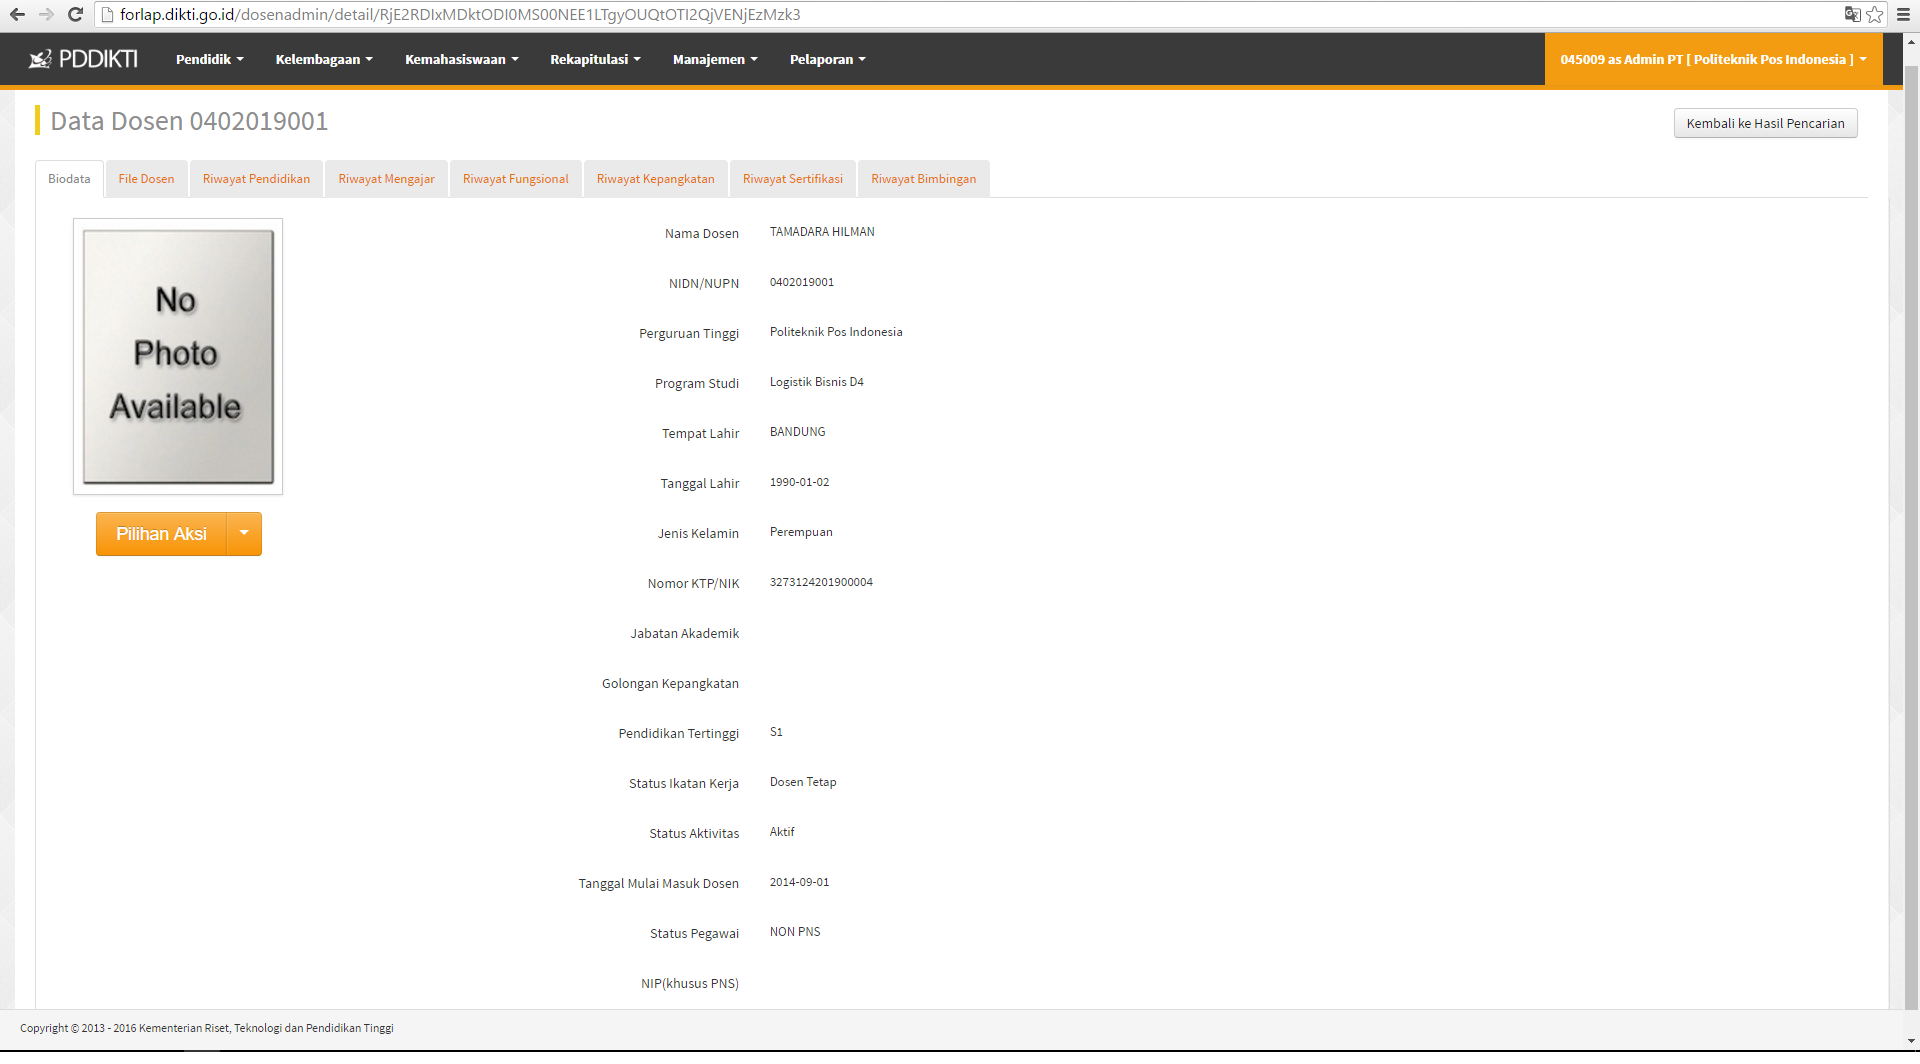 forlap.dikti.go.id/dosenadmin/detail/RjE2RDIxMDktODI0MS00NEE1LTgyOUQtOTI2QjVENjEzMzk3
PDDIKTI Pendidik Kelembagaan Kemahasiswaan Rekapitulasi Manajemen Pelaporan 045009 as Admin PT [ Politeknik Pos Indonesia ]
Data Dosen 0402019001 Kembali ke Hasil Pencarian
Biodata File Dosen Riwayat Pendidikan Riwayat Mengajar Riwayat Fungsional Riwayat Kepangkatan Riwayat Sertifikasi Riwayat Bimbingan
No
Photo
Available
Pilihan Aksi
Nama Dosen TAMADARA HILMAN
NIDN/NUPN 0402019001
Perguruan Tinggi Politeknik Pos Indonesia
Program Studi Logistik Bisnis D4
Tempat Lahir BANDUNG
Tanggal Lahir 1990-01-02
Jenis Kelamin Perempuan
Nomor KTP/NIK 3273124201900004
Jabatan Akademik
Golongan Kepangkatan
Pendidikan Tertinggi S1
Status Ikatan Kerja Dosen Tetap
Status Aktivitas Aktif
Tanggal Mulai Masuk Dosen 2014-09-01
Status Pegawai NON PNS
NIP(khusus PNS)
Copyright © 2013 - 2016 Kementerian Riset, Teknologi dan Pendidikan Tinggi